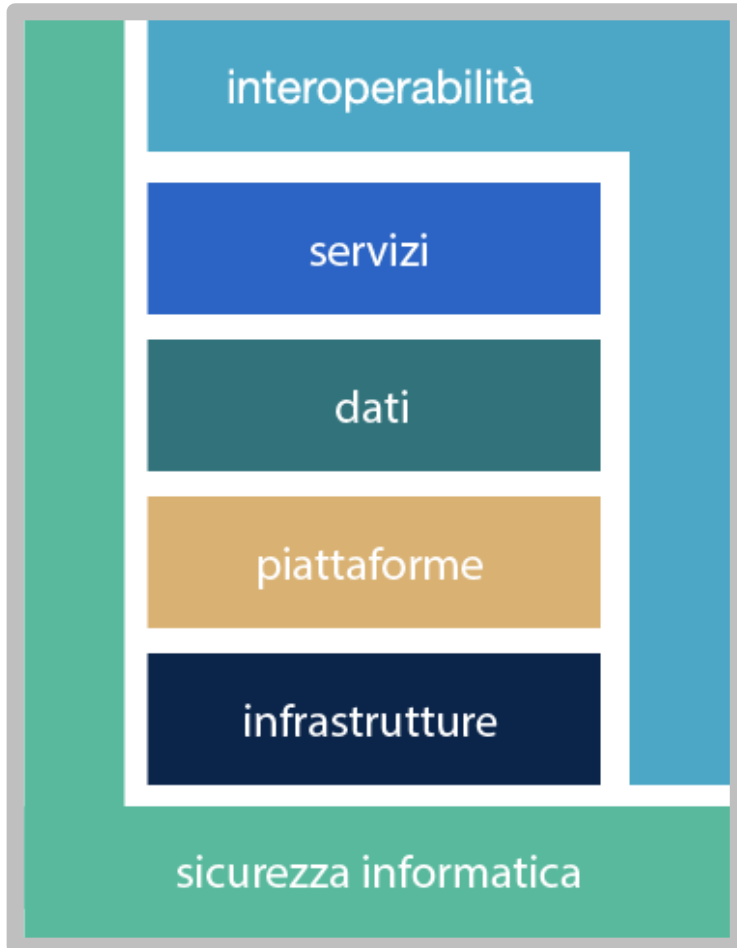 interoperabilità
servizi
dati
piattaforme
infrastrutture
sicurezza informatica